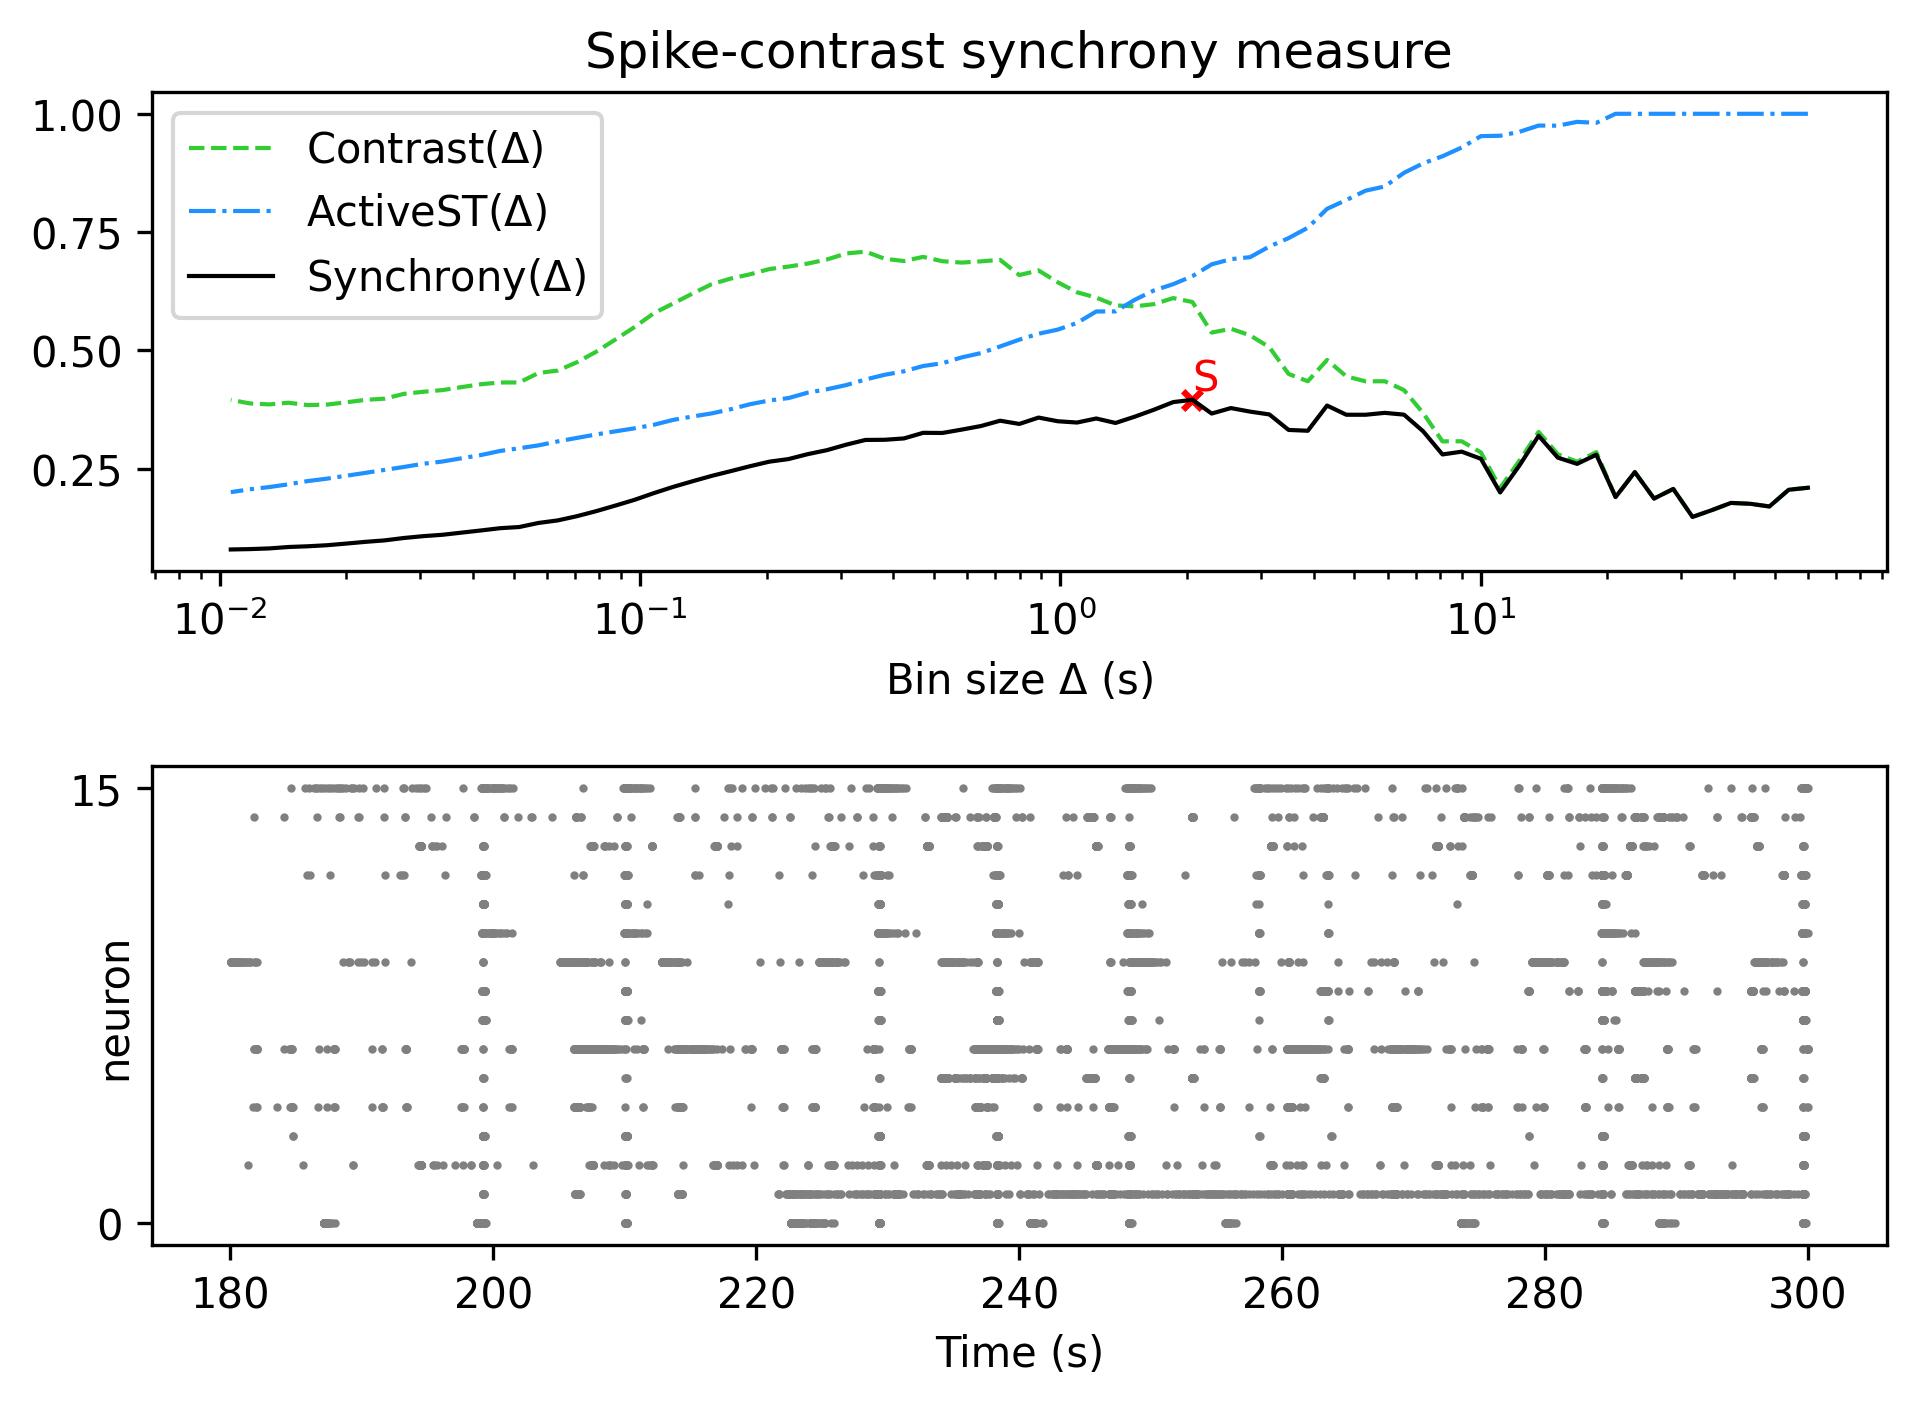 Spike-contrast synchrony measure
1.00
0.75
0.50
0.25
Contrast(Δ)
ActiveST(Δ)
Synchrony(Δ)
S
10⁻² 10⁻¹ 10⁰ 10¹
Bin size Δ (s)
15
0
neuron
180 200 220 240 260 280 300
Time (s)